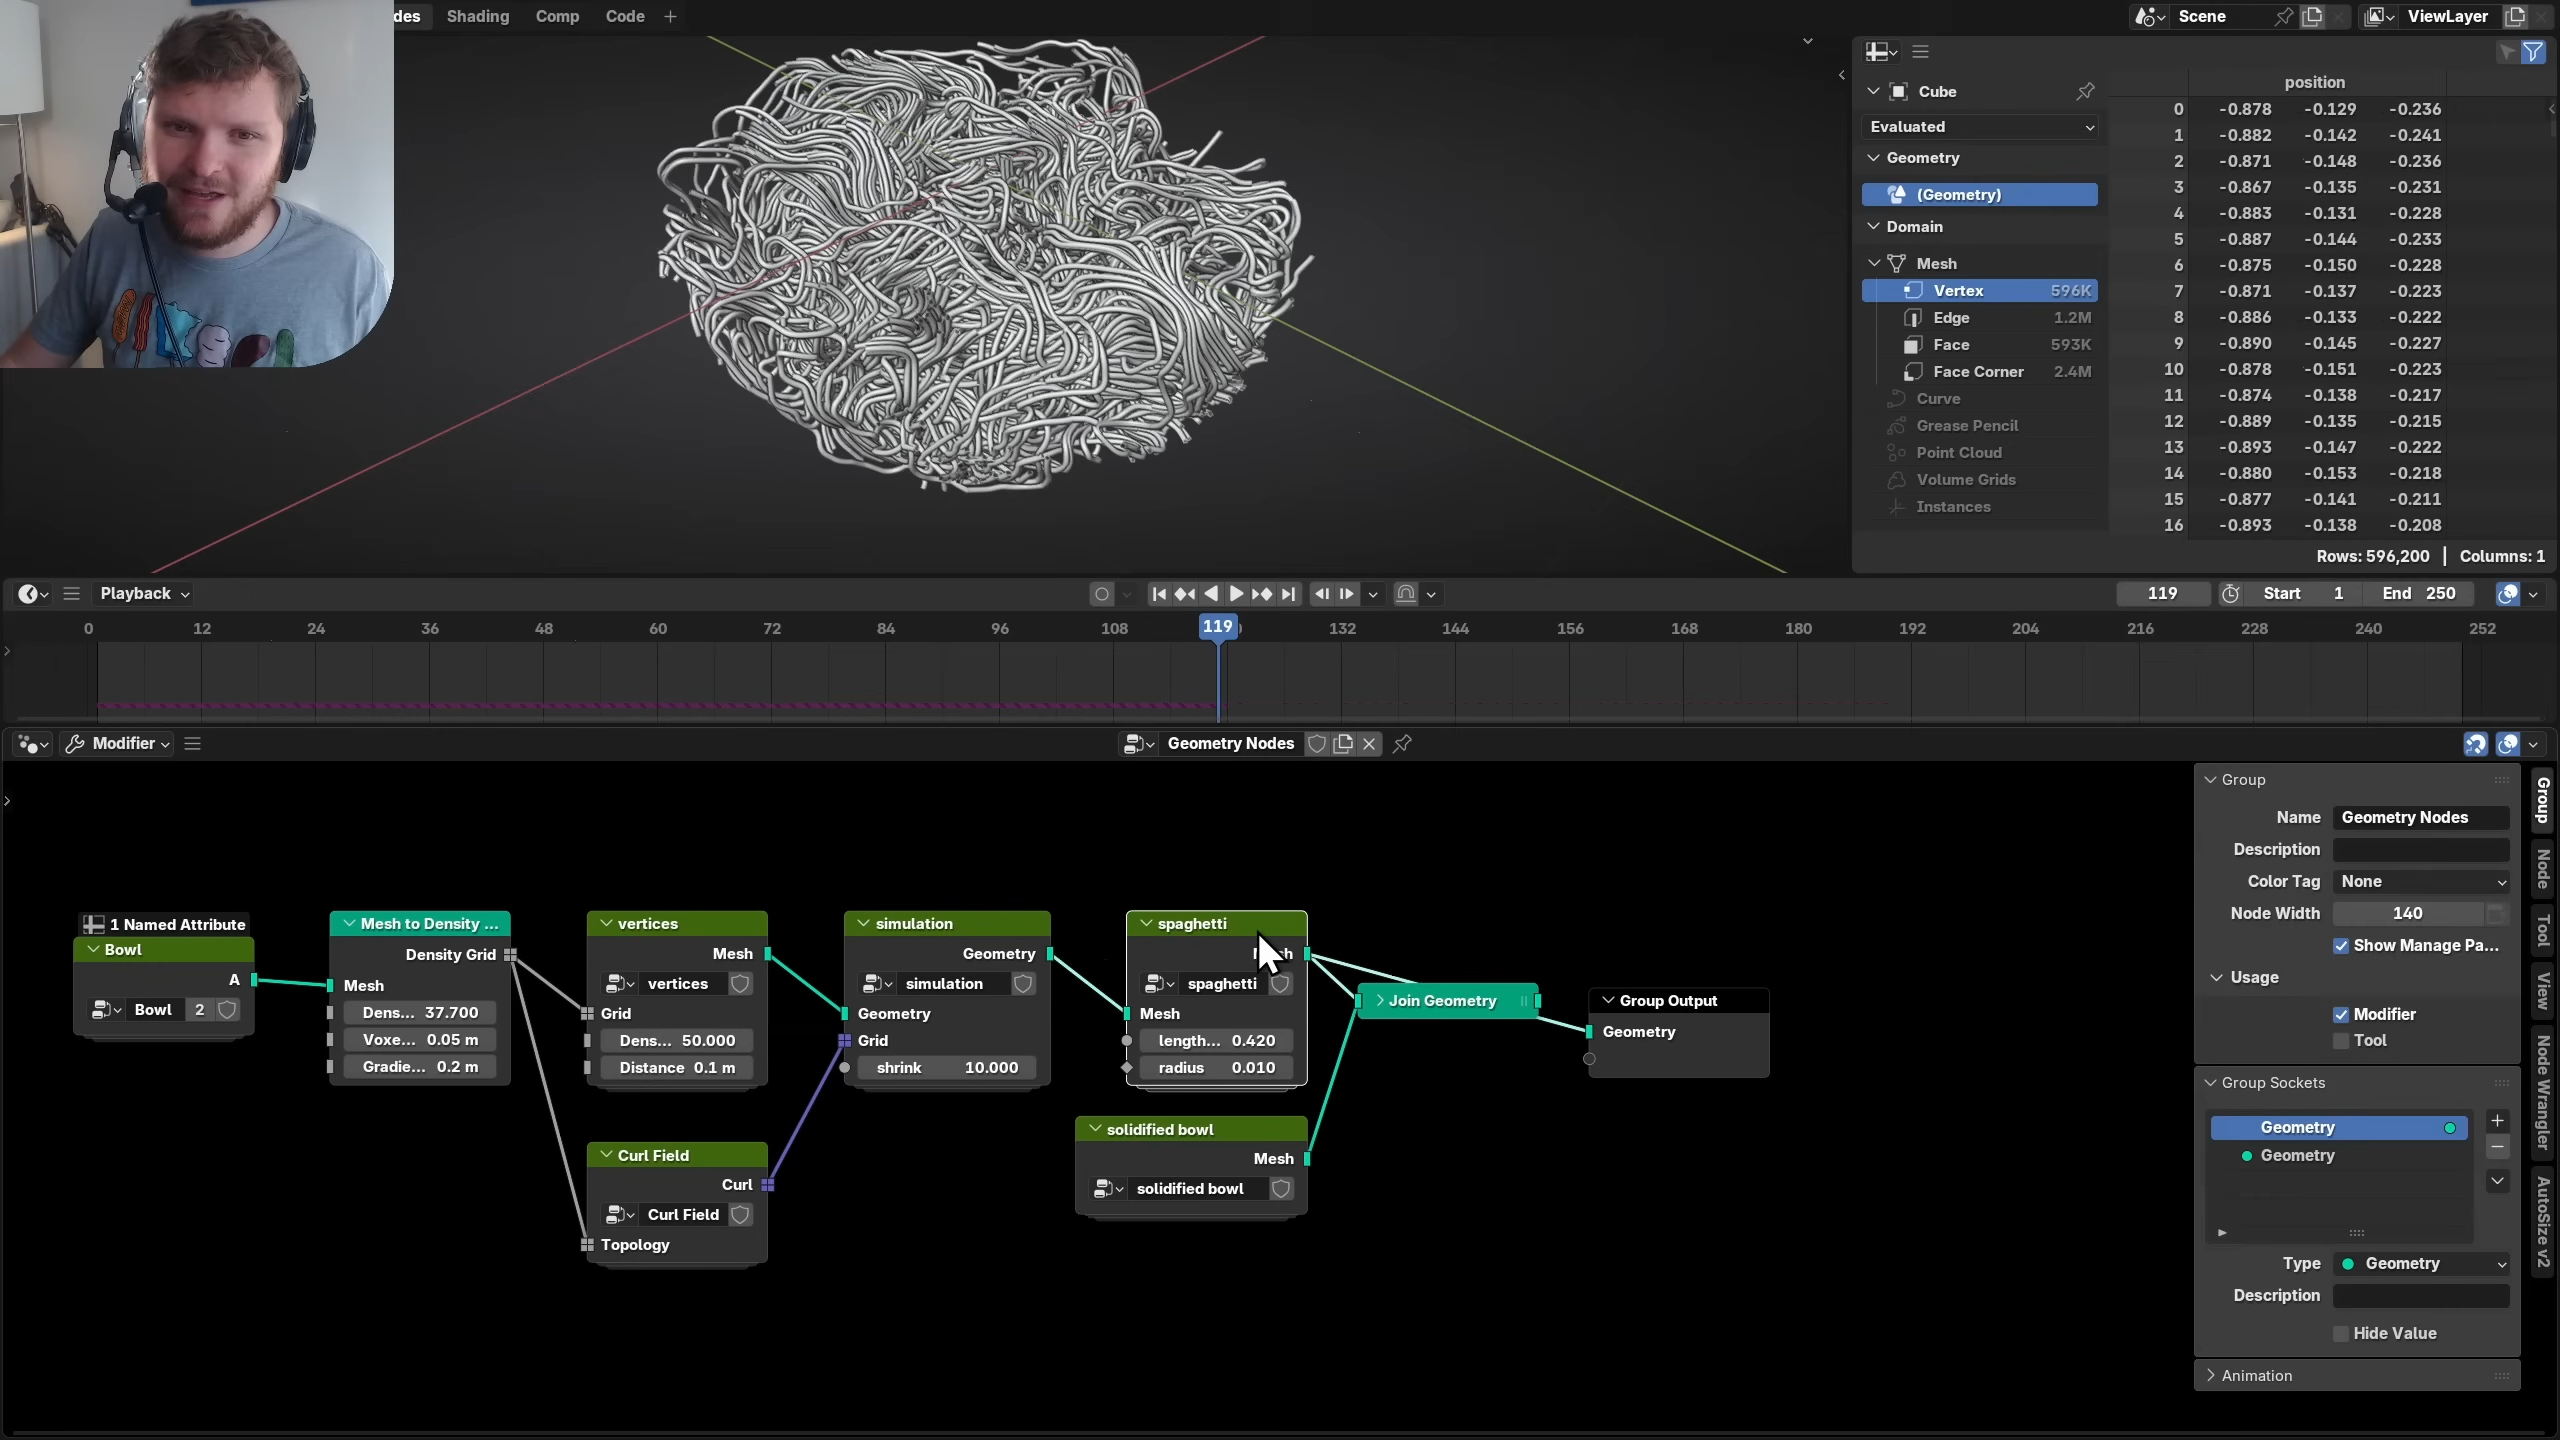 des Shading Comp Code +
Scene
ViewLayer
Cube
Evaluated
Geometry
(Geometry)
Domain
Mesh
Vertex 596K
Edge 1.2M
Face 593K
Face Corner 2.4M
Curve
Grease Pencil
Point Cloud
Volume Grids
Instances
position
0 -0.878 -0.129 -0.236
1 -0.882 -0.142 -0.241
2 -0.871 -0.148 -0.236
3 -0.867 -0.135 -0.231
4 -0.883 -0.131 -0.228
5 -0.887 -0.144 -0.233
6 -0.875 -0.150 -0.228
7 -0.871 -0.137 -0.223
8 -0.886 -0.133 -0.222
9 -0.890 -0.145 -0.227
10 -0.878 -0.151 -0.223
11 -0.874 -0.138 -0.217
12 -0.889 -0.135 -0.215
13 -0.893 -0.147 -0.222
14 -0.880 -0.153 -0.218
15 -0.877 -0.141 -0.211
16 -0.893 -0.138 -0.208
Rows: 596,200 | Columns: 1
Playback
119 Start 1 End 250
0 12 24 36 48 60 72 84 96 108 119 132 144 156 168 180 192 204 216 228 240 252
Modifier
Geometry Nodes
1 Named Attribute
Bowl
A
Bowl 2
Mesh to Density ...
Density Grid
Mesh
Dens... 37.700
Voxe... 0.05 m
Gradie... 0.2 m
vertices
Mesh
vertices
Grid
Dens... 50.000
Distance 0.1 m
Curl Field
Curl
Curl Field
Topology
simulation
Geometry
simulation
Geometry
Grid
shrink 10.000
spaghetti
spaghetti
Mesh
length... 0.420
radius 0.010
solidified bowl
Mesh
solidified bowl
Join Geometry
Group Output
Geometry
Group
Name Geometry Nodes
Description
Color Tag None
Node Width 140
Show Manage Pa...
Usage
Modifier
Tool
Group Sockets
Geometry
Geometry
Type Geometry
Description
Hide Value
Animation
Group
Node
Tool
View
Node Wrangler
AutoSize v2